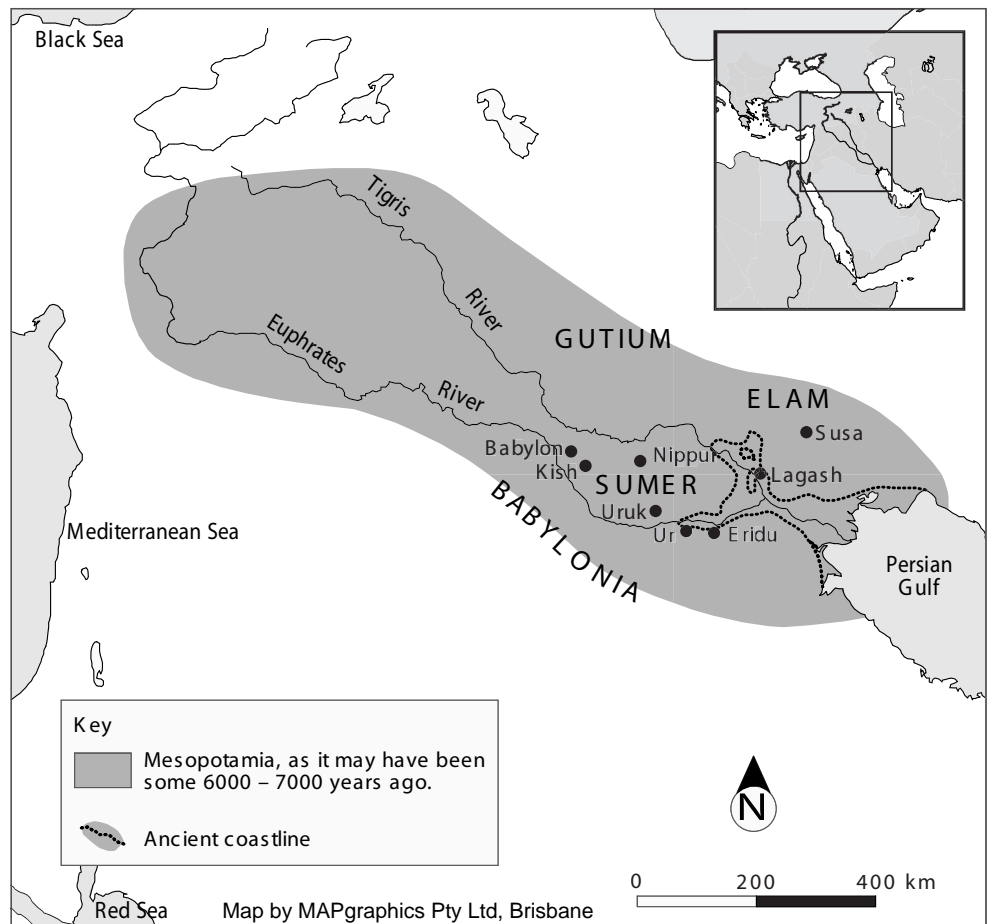 Black Sea
Tigris
River
Euphrates
River
GUTIUM
ELAM
Susa
Babylon
Kish
Nippur
SUMER
Lagash
Uruk
Ur
Eridu
BABYLONIA
Mediterranean Sea
Persian
Gulf
Key
Mesopotamia, as it may have been
some 6000 – 7000 years ago.
Ancient coastline
N
0 200 400 km
Red Sea
Map by MAPgraphics Pty Ltd, Brisbane